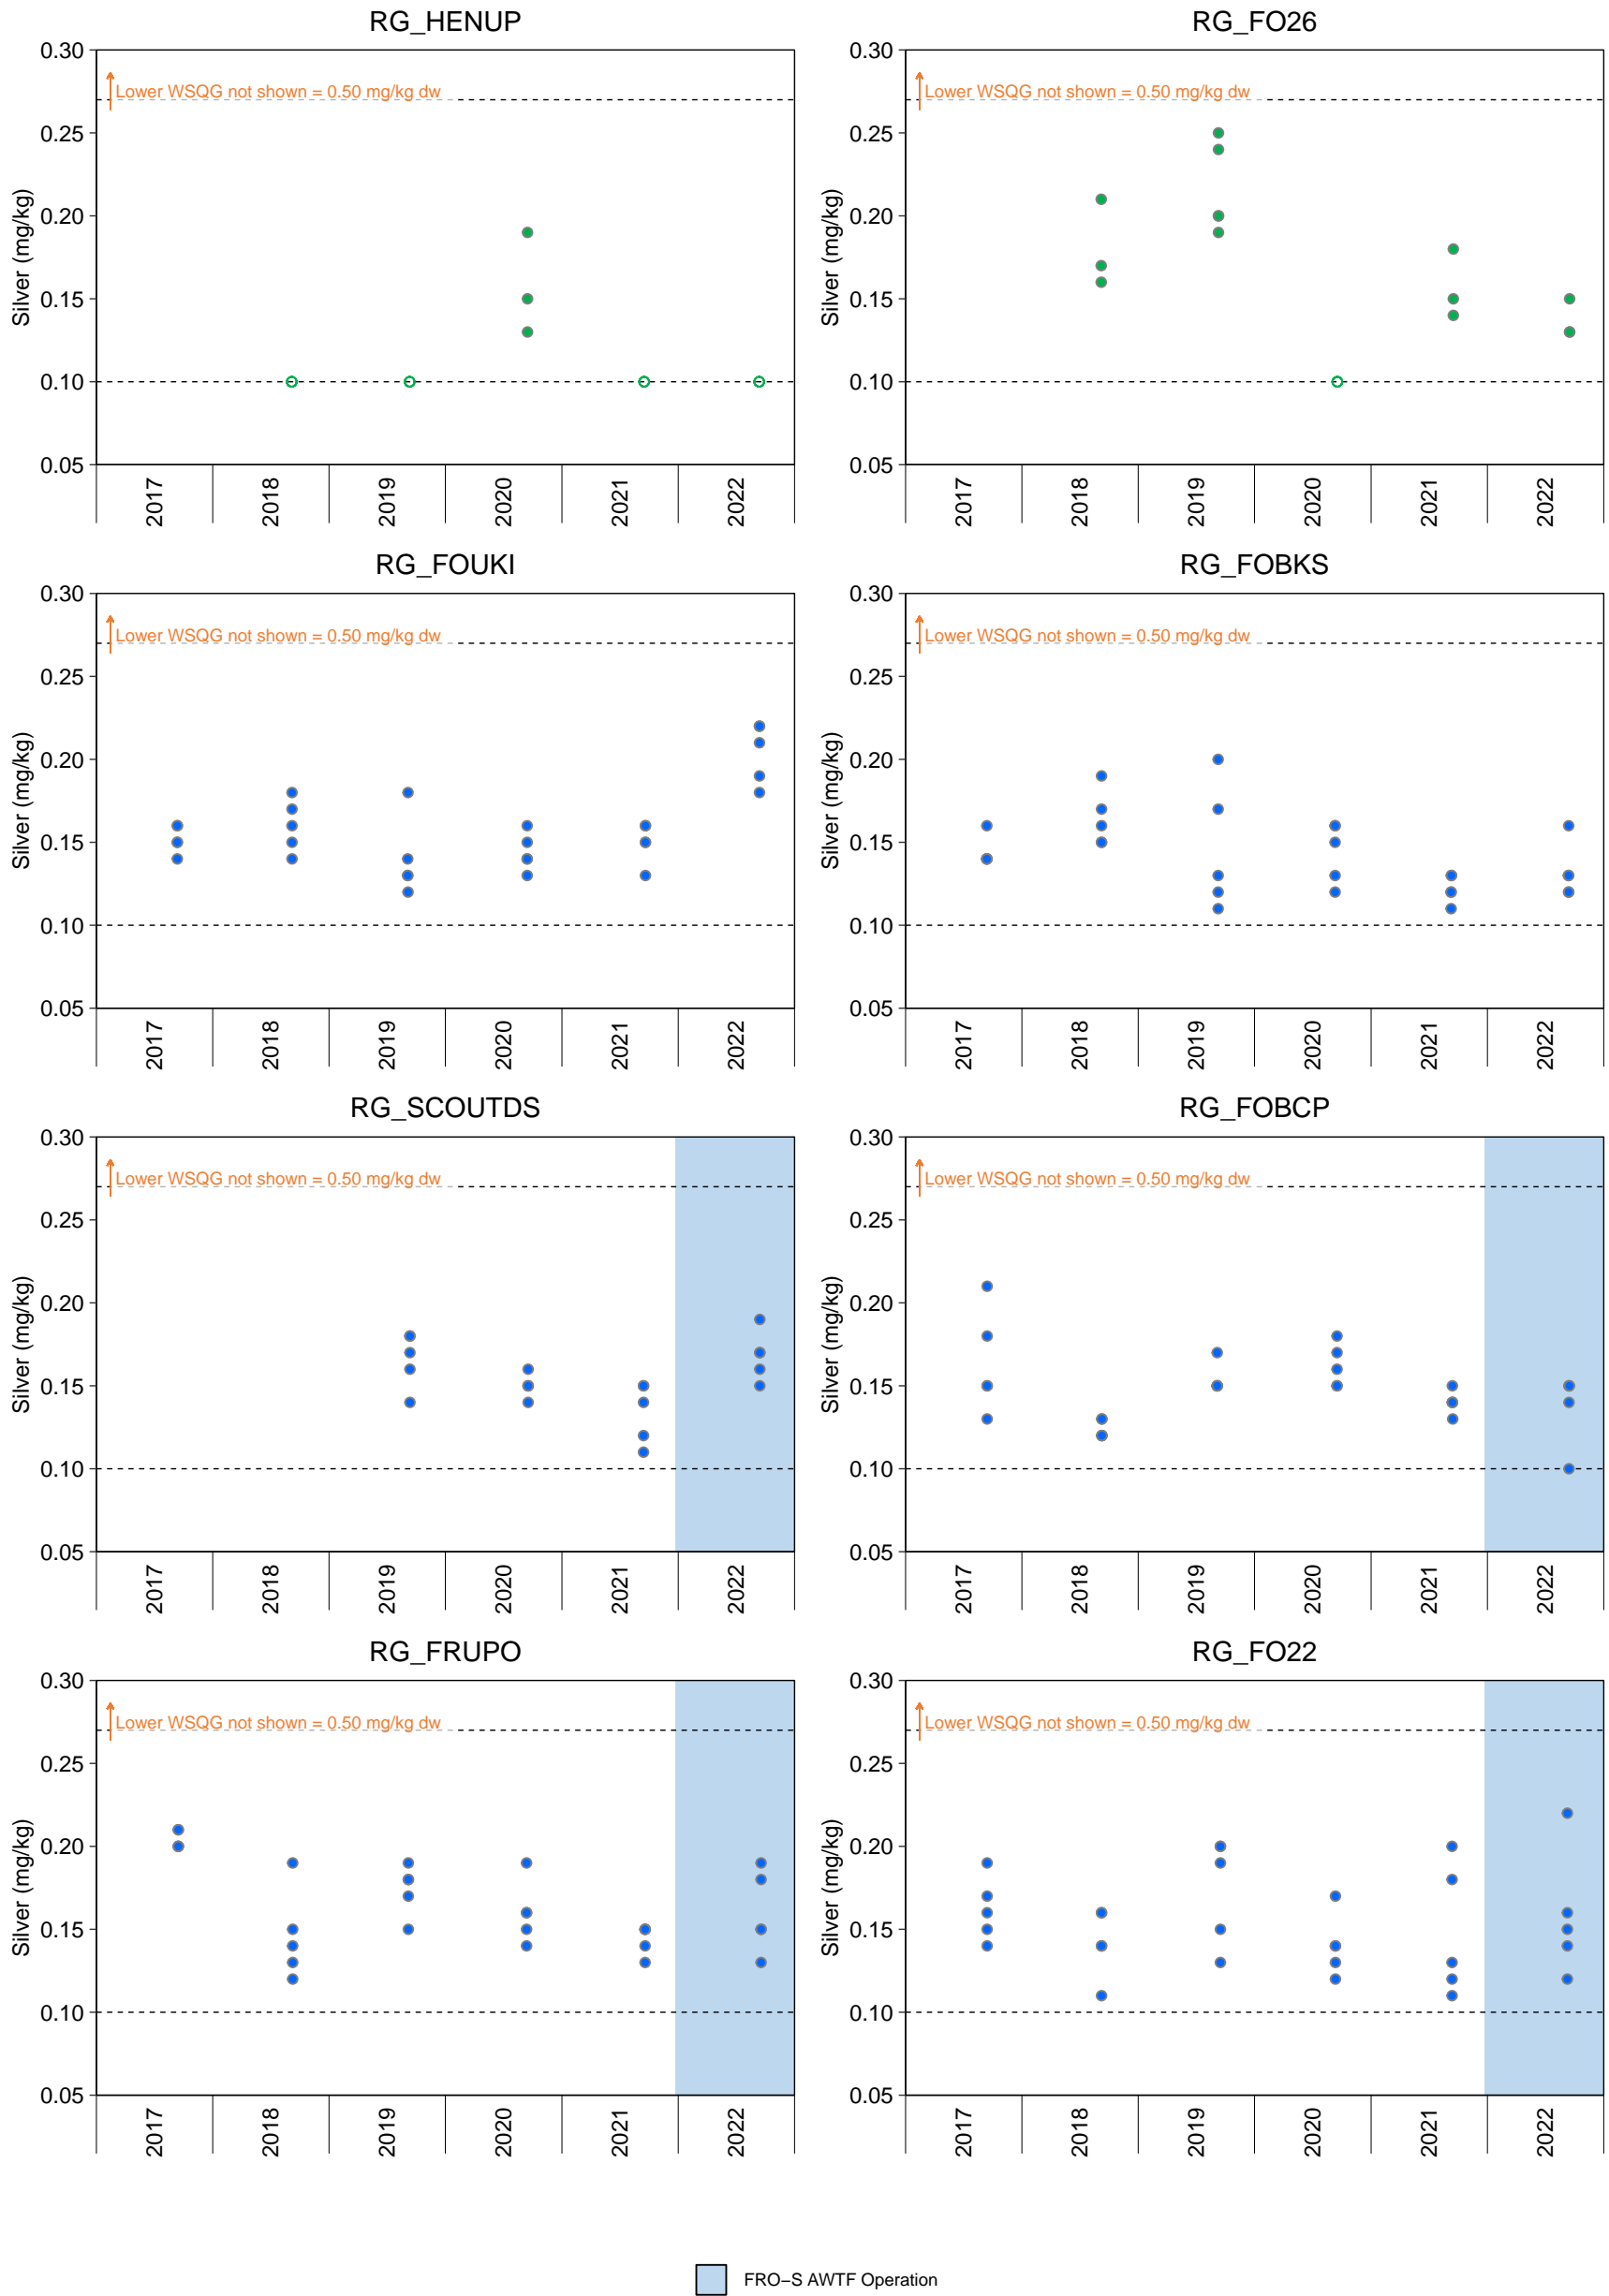 RG_HENUP
RG_FO26
Silver (mg/kg)
0.30
0.25
0.20
0.15
0.10
0.05
Lower WSQG not shown = 0.50 mg/kg dw
2017 2018 2019 2020 2021 2022
Silver (mg/kg)
0.30
0.25
0.20
0.15
0.10
0.05
Lower WSQG not shown = 0.50 mg/kg dw
2017 2018 2019 2020 2021 2022
RG_FOUKI
RG_FOBKS
Silver (mg/kg)
0.30
0.25
0.20
0.15
0.10
0.05
Lower WSQG not shown = 0.50 mg/kg dw
2017 2018 2019 2020 2021 2022
Silver (mg/kg)
0.30
0.25
0.20
0.15
0.10
0.05
Lower WSQG not shown = 0.50 mg/kg dw
2017 2018 2019 2020 2021 2022
RG_SCOUTDS
RG_FOBCP
Silver (mg/kg)
0.30
0.25
0.20
0.15
0.10
0.05
Lower WSQG not shown = 0.50 mg/kg dw
2017 2018 2019 2020 2021 2022
Silver (mg/kg)
0.30
0.25
0.20
0.15
0.10
0.05
Lower WSQG not shown = 0.50 mg/kg dw
2017 2018 2019 2020 2021 2022
RG_FRUPO
RG_FO22
Silver (mg/kg)
0.30
0.25
0.20
0.15
0.10
0.05
Lower WSQG not shown = 0.50 mg/kg dw
2017 2018 2019 2020 2021 2022
Silver (mg/kg)
0.30
0.25
0.20
0.15
0.10
0.05
Lower WSQG not shown = 0.50 mg/kg dw
2017 2018 2019 2020 2021 2022
FRO−S AWTF Operation